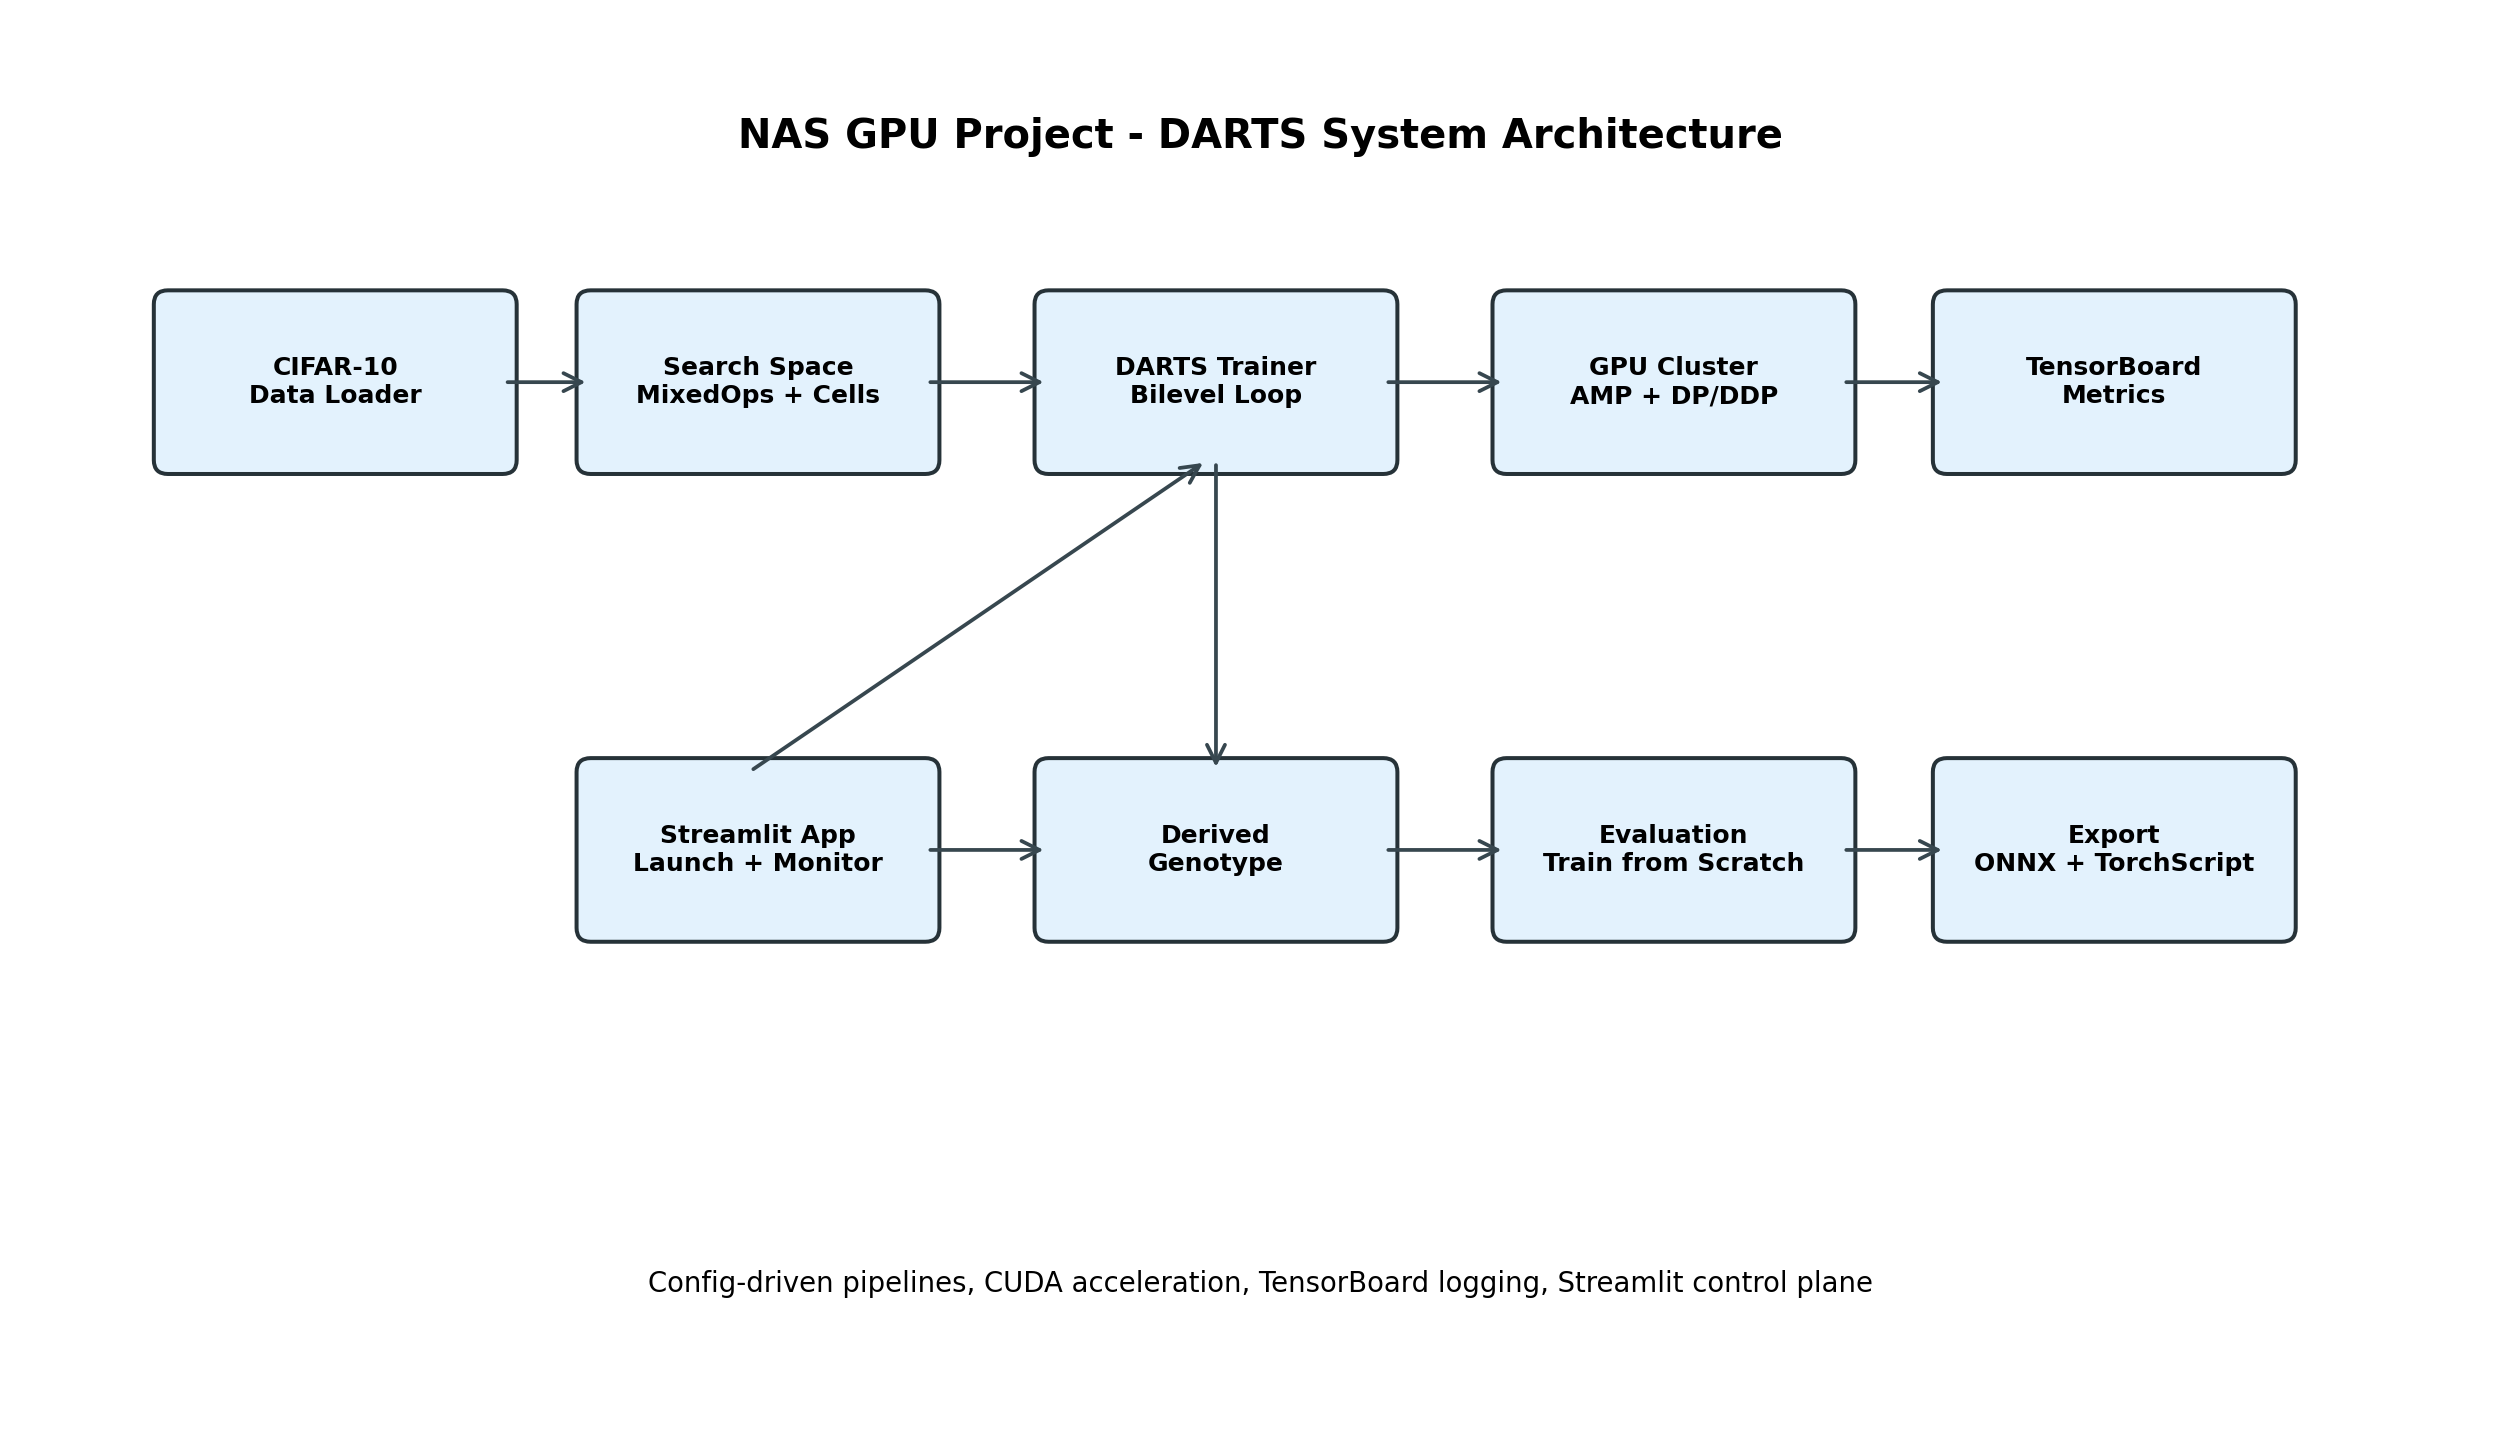 NAS GPU Project - DARTS System Architecture
CIFAR-10
Data Loader
Search Space
MixedOps + Cells
DARTS Trainer
Bilevel Loop
GPU Cluster
AMP + DP/DDP
TensorBoard
Metrics
Streamlit App
Launch + Monitor
Derived
Genotype
Evaluation
Train from Scratch
Export
ONNX + TorchScript
Config-driven pipelines, CUDA acceleration, TensorBoard logging, Streamlit control plane